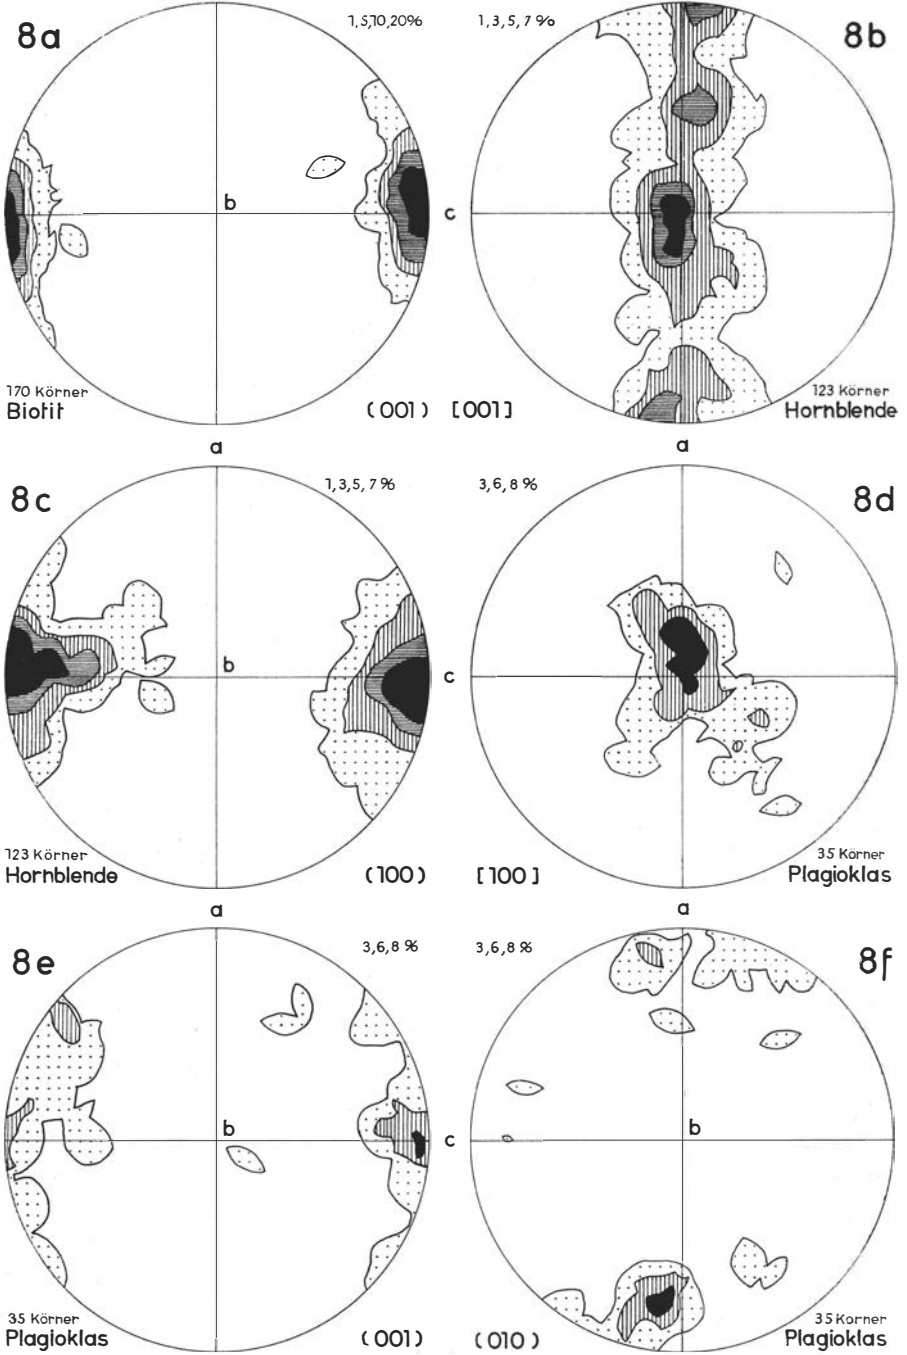 8a
1,5,10,20%
b
170 Körner
Biotit
(001)
a
1,3,5,7%
8b
c
[001]
123 Körner
Hornblende
a
8c
1,3,5,7%
b
123 Körner
Hornblende
(100)
a
3,6,8%
8d
c
[100]
35 Körner
Plagioklas
a
8e
3,6,8%
b
35 Körner
Plagioklas
(001)
3,6,8%
8f
c
b
(010)
35 Körner
Plagioklas